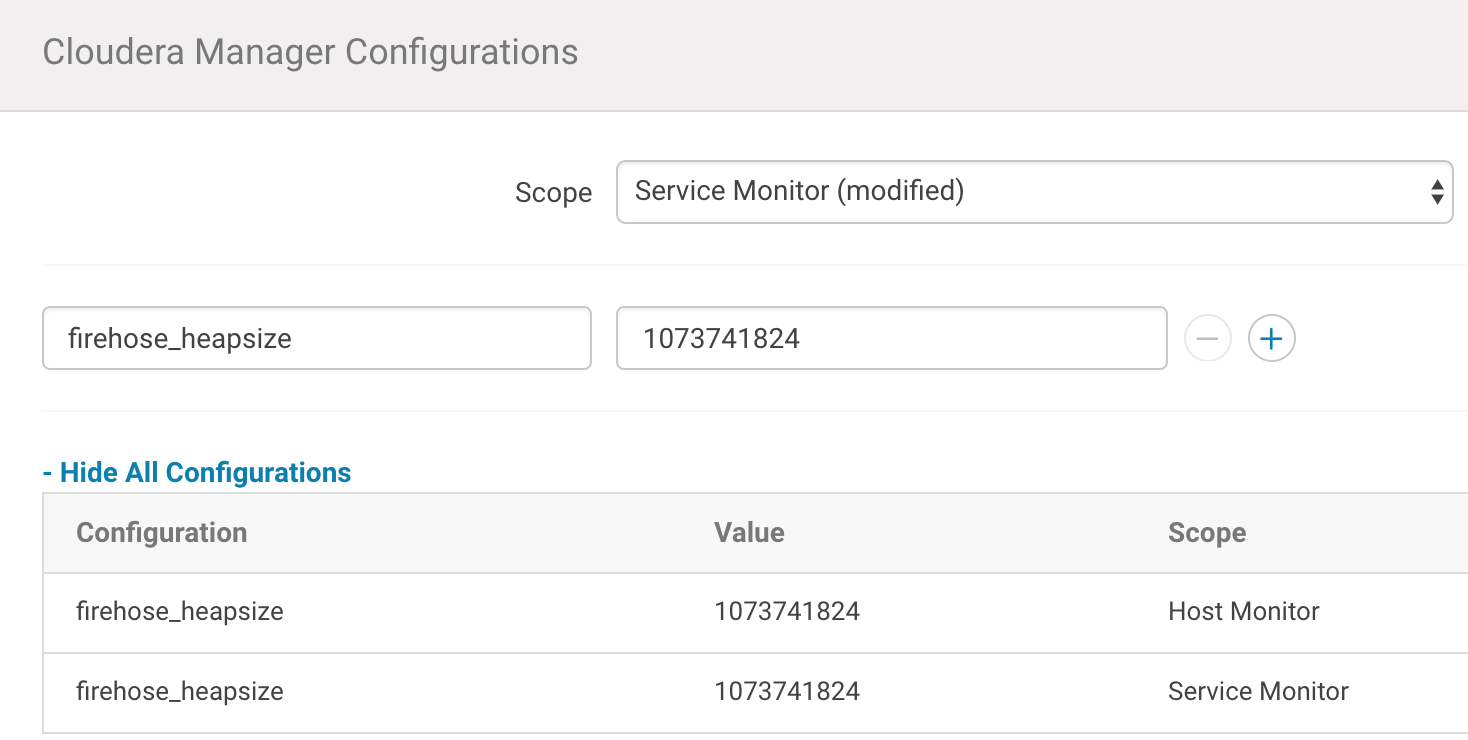 Cloudera Manager Configurations
Scope Service Monitor (modified)
firehose_heapsize 1073741824
- Hide All Configurations
Configuration Value Scope
firehose_heapsize 1073741824 Host Monitor
firehose_heapsize 1073741824 Service Monitor